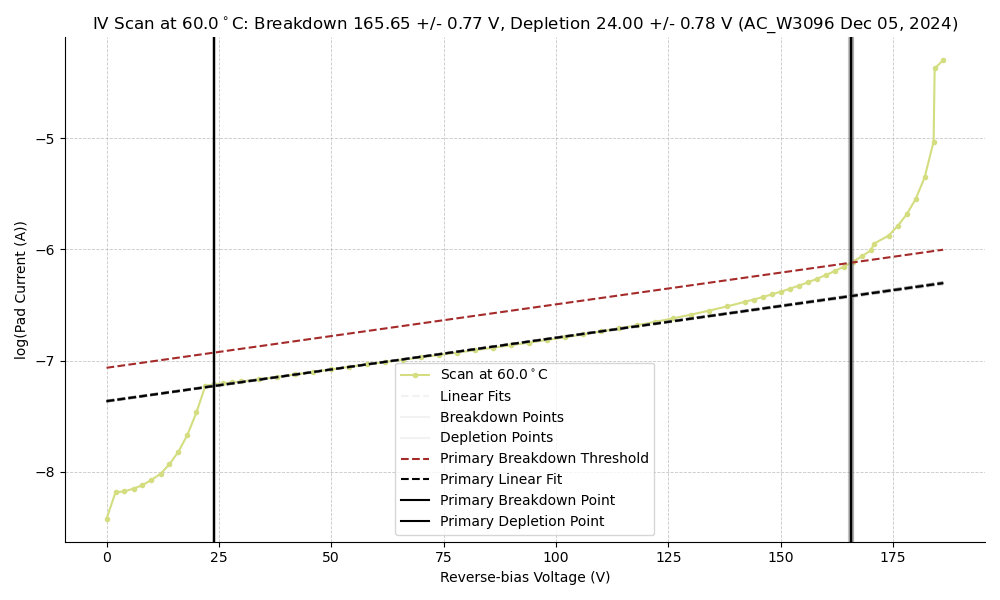 IV Scan at 60.0°C: Breakdown 165.65 +/- 0.77 V, Depletion 24.00 +/- 0.78 V (AC_W3096 Dec 05, 2024)
log(Pad Current (A))
−5
−6
−7
−8
Scan at 60.0°C
Linear Fits
Breakdown Points
Depletion Points
Primary Breakdown Threshold
Primary Linear Fit
Primary Breakdown Point
Primary Depletion Point
0 25 50 75 100 125 150 175
Reverse-bias Voltage (V)